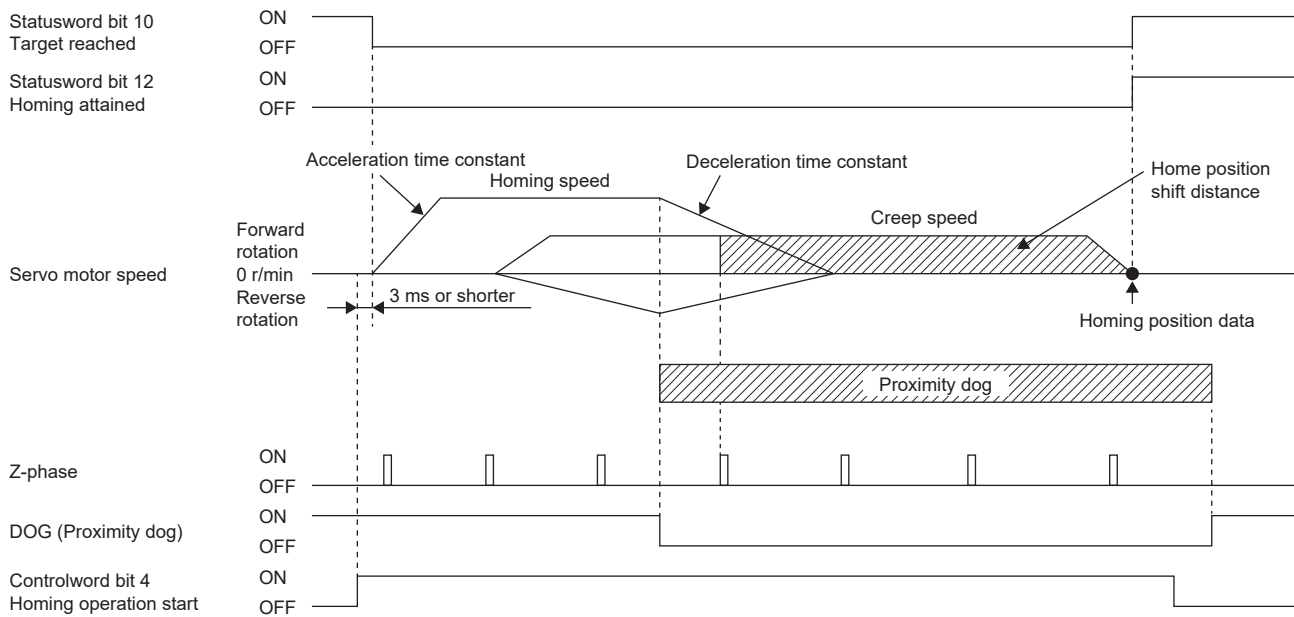 Statusword bit 10
Target reached
ON
OFF
Statusword bit 12
Homing attained
ON
OFF
Acceleration time constant
Homing speed
Deceleration time constant
Creep speed
Home position
shift distance
Servo motor speed
Forward
rotation
0 r/min
Reverse
rotation
3 ms or shorter
Homing position data
Proximity dog
Z-phase
ON
OFF
DOG (Proximity dog)
ON
OFF
Controlword bit 4
Homing operation start
ON
OFF